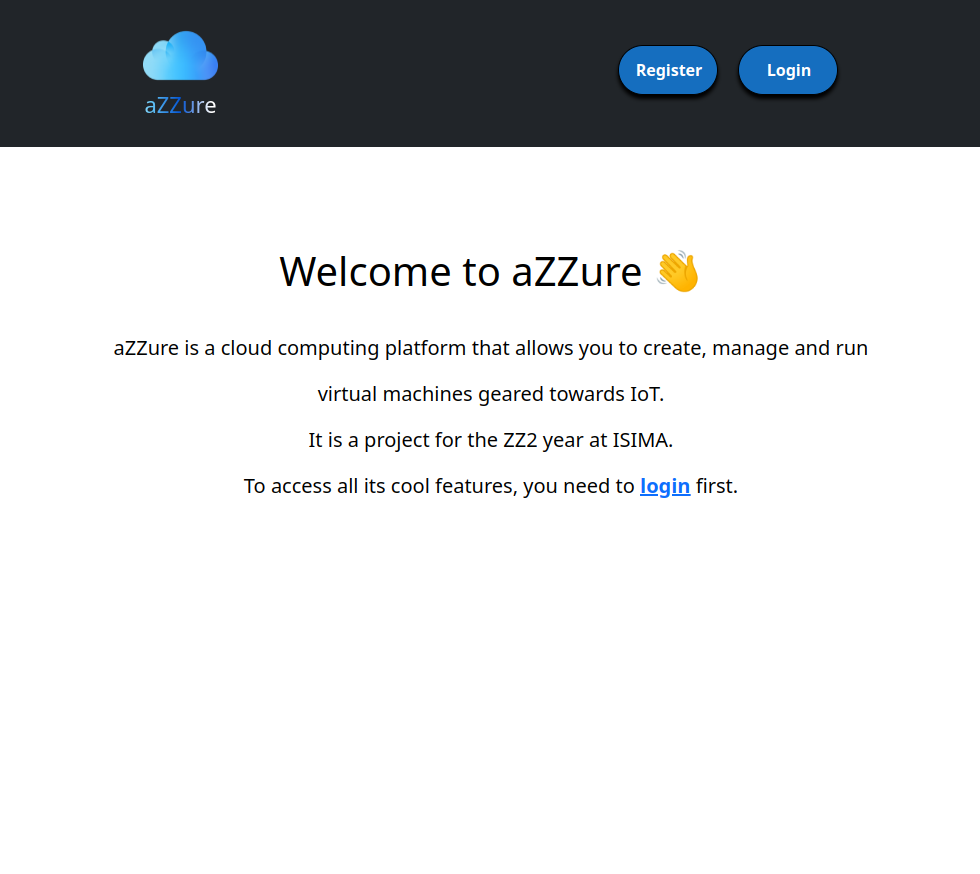 aZZure
Register
Login
Welcome to aZZure 👋
aZZure is a cloud computing platform that allows you to create, manage and run
virtual machines geared towards IoT.
It is a project for the ZZ2 year at ISIMA.
To access all its cool features, you need to login first.